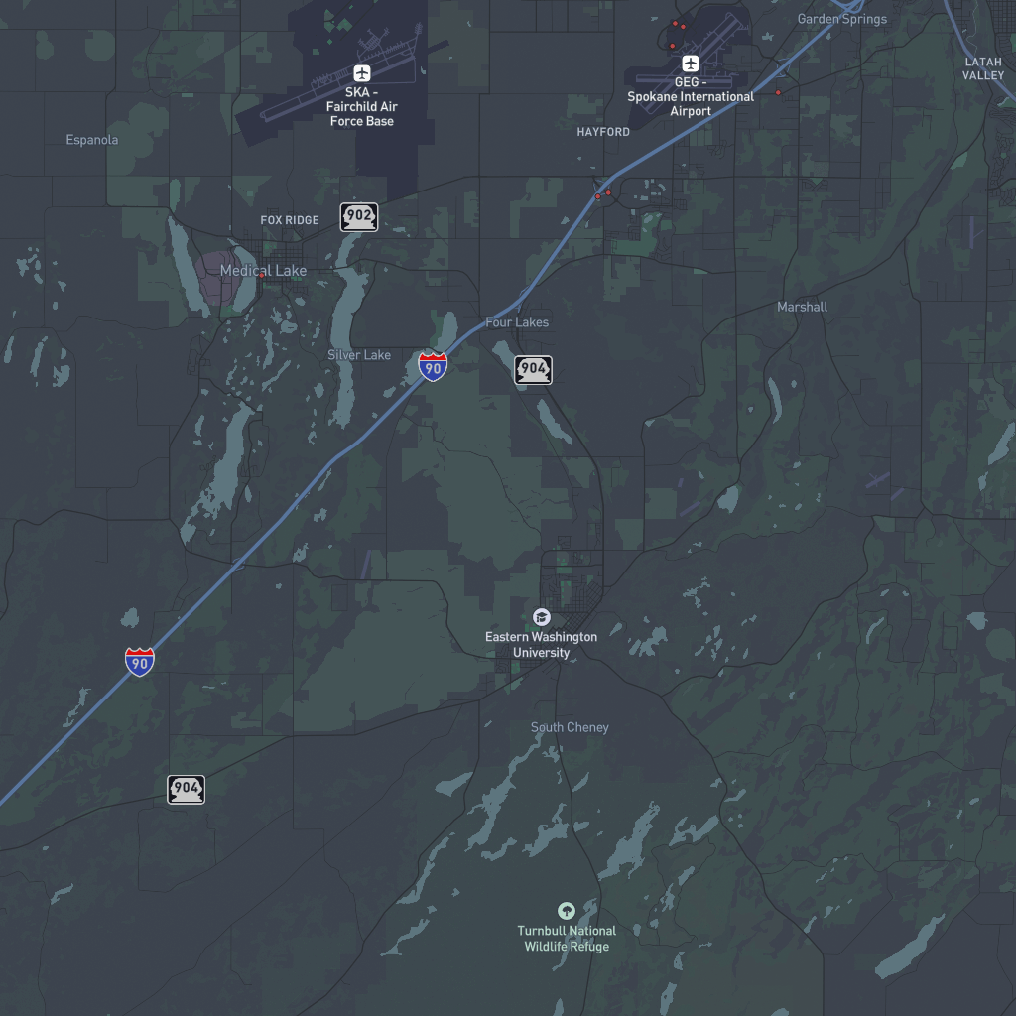 Garden Springs
LATAH
VALLEY
SKA -
Fairchild Air
Force Base
GEG -
Spokane International
Airport
HAYFORD
Espanola
902
FOX RIDGE
Medical Lake
Marshall
Four Lakes
Silver Lake
90
904
Eastern Washington
University
90
South Cheney
904
Turnbull National
Wildlife Refuge